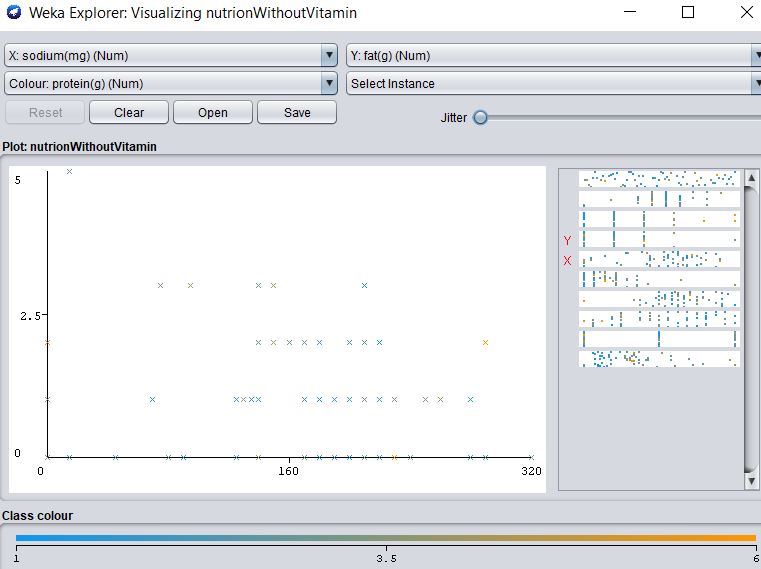 Weka Explorer: Visualizing nutrionWithoutVitamin
X: sodium(mg) (Num)
Y: fat(g) (Num)
Colour: protein(g) (Num)
Select Instance
Reset
Clear
Open
Save
Jitter
Plot: nutrionWithoutVitamin
5
2.5
0
0
160
320
Y
X
Class colour
1
3.5
6